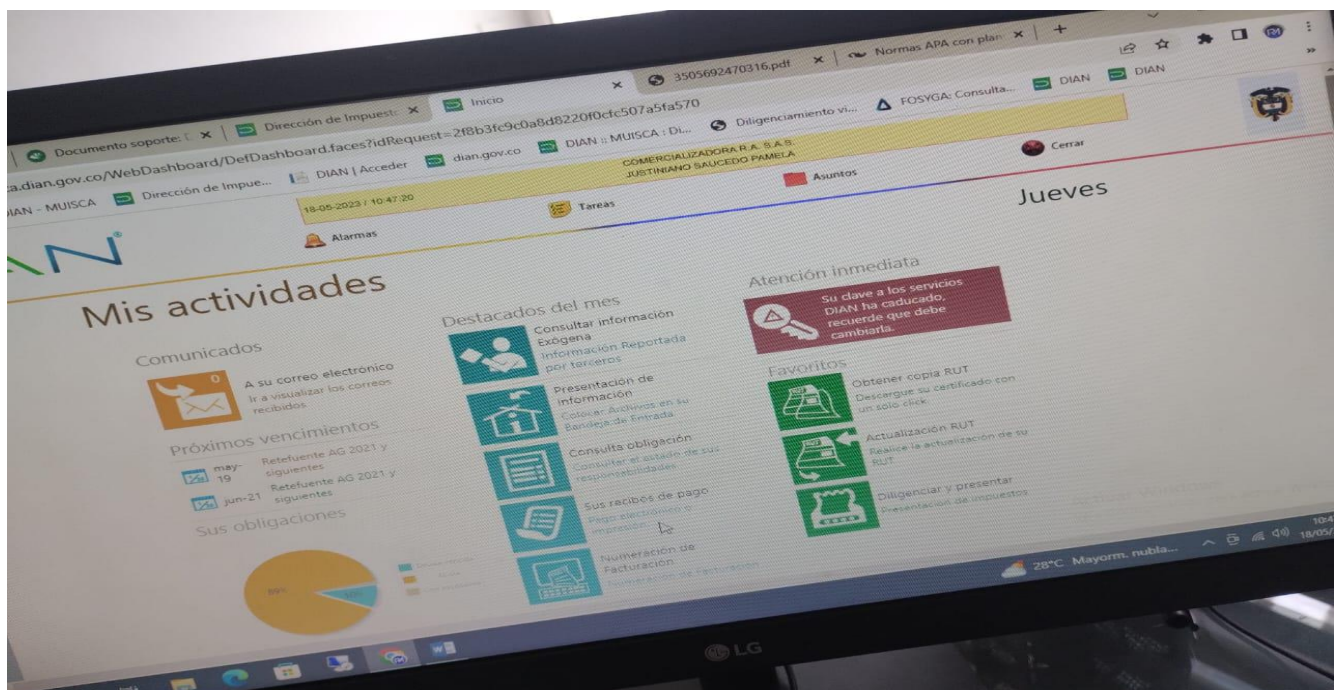 Documento soporte:
Dirección de Impuest
Inicio
3505692470316.pdf
Normas APA con plan
.dian.gov.co/WebDashboard/DefDashboard.faces?idRequest=2f8b3fc9c0a8d8220f0cfc507a5fa570
- MUISCA
Dirección de Impue...
DIAN | Acceder
dian.gov.co
DIAN :: MUISCA : Di...
Diligenciamiento vi...
FOSYGA: Consulta...
DIAN
DIAN
18-05-2023 / 10:47:20
COMERCIALIZADORA R.A. S.A.S.
JUSTINIANO SAUCEDO PAMELA
Alarmas
Tareas
Asuntos
Cerrar
Mis actividades
Jueves
Comunicados
0
A su correo electrónico
Ir a visualizar los correos
recibidos
Próximos vencimientos
may-
19
Retefuente AG 2021 y
siguientes
jun-21
Retefuente AG 2021 y
siguientes
Sus obligaciones
Destacados del mes
Consultar información
Exógena
Información Reportada
por terceros
Presentación de
información
Colocar Archivos en su
Bandeja de Entrada
Consulta obligación
Consultar el estado de sus
responsabilidades
Sus recibos de pago
Pago electrónico o
impresión
Numeración de
Facturación
Numeración de Facturación
Atención inmediata
Su clave a los servicios
DIAN ha caducado,
recuerde que debe
cambiarla.
Favoritos
Obtener copia RUT
Descargue su certificado con
un solo click
Actualización RUT
Realice la actualización de su
RUT
Diligenciar y presentar
Presentación de impuestos
28°C Mayorm. nubla...
18/05/
LG